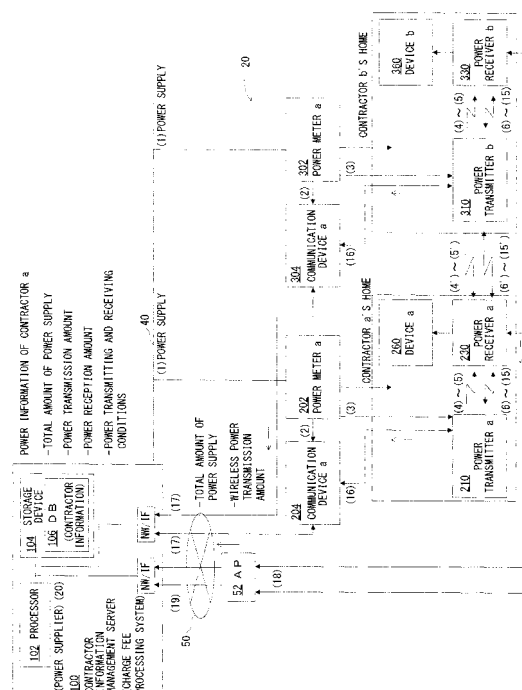 102 PROCESSOR
104 STORAGE
DEVICE
106 D B
(CONTRACTOR
INFORMATION)
(POWER SUPPLIER) (20)
100
CONTRACTOR
INFORMATION
MANAGEMENT SERVER
CHARGE FEE
PROCESSING SYSTEM)
NW/IF
NW/IF
POWER INFORMATION OF CONTRACTOR a
-TOTAL AMOUNT OF POWER SUPPLY
-POWER TRANSMISSION AMOUNT
-POWER RECEPTION AMOUNT
-POWER TRANSMITTING AND RECEIVING
CONDITIONS
40
(1)POWER SUPPLY
(1)POWER SUPPLY
20
(19)
(17)
(17)
50
-TOTAL AMOUNT OF
POWER SUPPLY
-WIRELESS POWER
TRANSMISSION
AMOUNT
52 A P
(18)
204
COMMUNICATION
DEVICE a
(2)
202
POWER METER a
(16)
(3)
304
COMMUNICATION
DEVICE a
(2)
302
POWER METER a
(16)
(3)
CONTRACTOR a'S HOME
260
DEVICE a
210
POWER
TRANSMITTER a
(4)~(5)
(6)~(15)
230
POWER
RECEIVER a
(4')~(5')
(6')~(15')
CONTRACTOR b'S HOME
360
DEVICE b
310
POWER
TRANSMITTER b
(4)~(5)
(6)~(15)
330
POWER
RECEIVER b